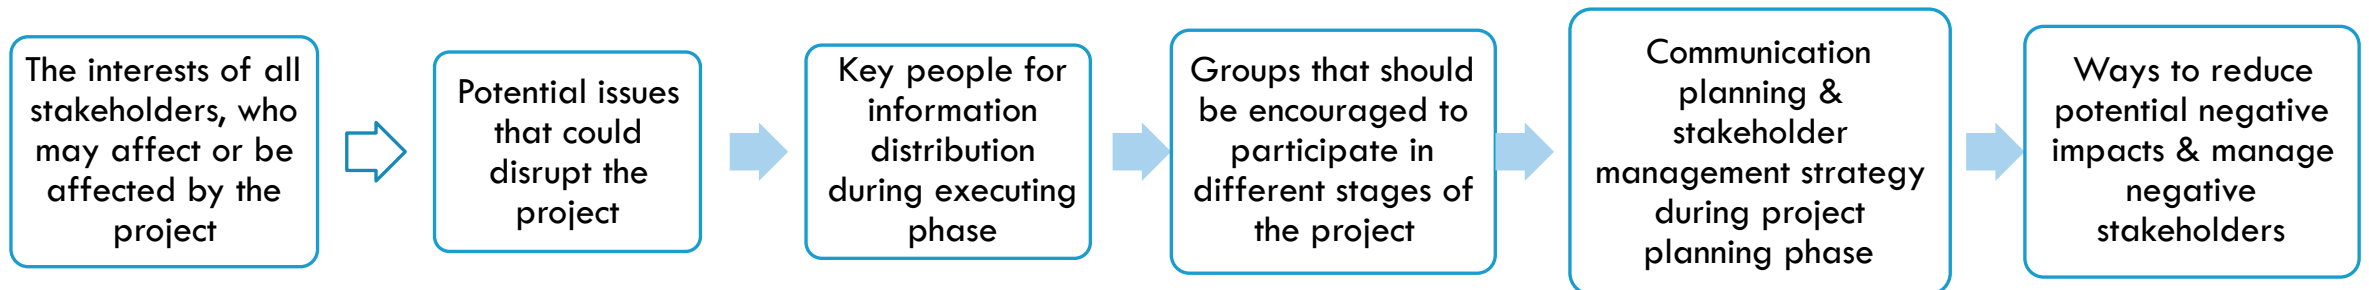 The interests of all
stakeholders, who
may affect or be
affected by the
project
Potential issues
that could
disrupt the
project
Key people for
information
distribution
during executing
phase
Groups that should
be encouraged to
participate in
different stages of
the project
Communication
planning &
stakeholder
management strategy
during project
planning phase
Ways to reduce
potential negative
impacts & manage
negative
stakeholders